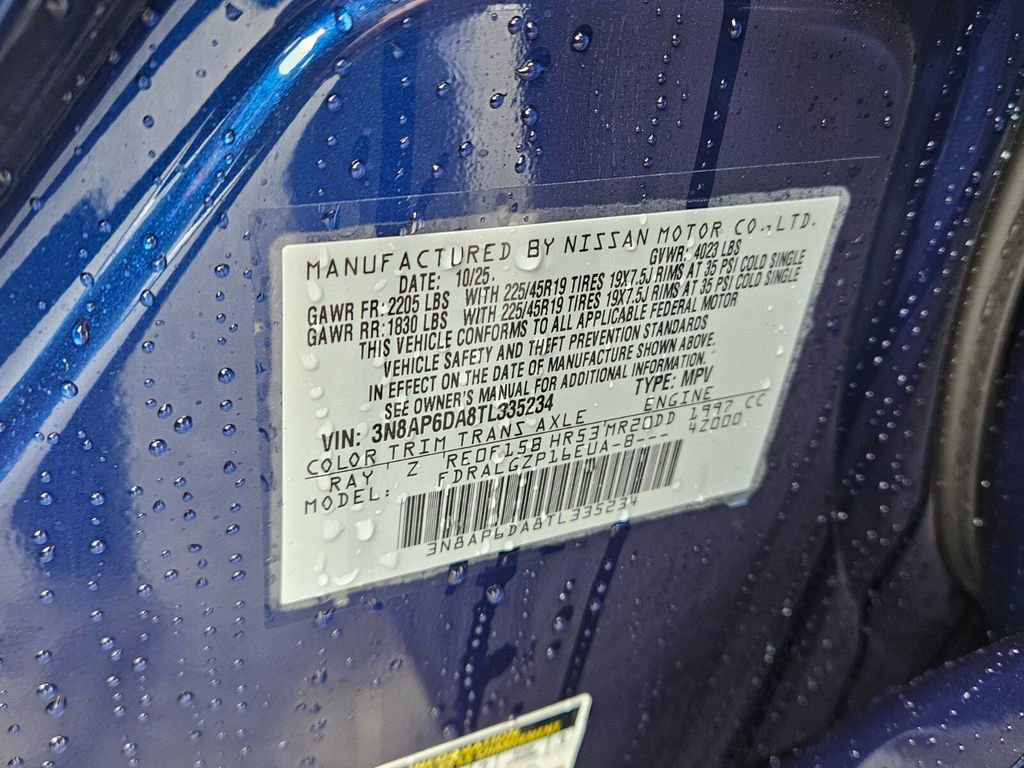 MANUFACTURED BY NISSAN MOTOR CO.,LTD.
DATE: 10/25 GVWR: 4023 LBS
GAWR FR: 2205 LBS WITH 225/45R19 TIRES 19X7.5J RIMS AT 35 PSI COLD SINGLE
GAWR RR: 1830 LBS WITH 225/45R19 TIRES 19X7.5J RIMS AT 35 PSI COLD SINGLE
THIS VEHICLE CONFORMS TO ALL APPLICABLE FEDERAL MOTOR
VEHICLE SAFETY AND THEFT PREVENTION STANDARDS
IN EFFECT ON THE DATE OF MANUFACTURE SHOWN ABOVE.
SEE OWNER'S MANUAL FOR ADDITIONAL INFORMATION.
VIN: 3N8AP6DA8TL335234 TYPE: MPV
COLOR TRIM TRANS AXLE ENGINE
RAY Z RE0F15B HR53 MR20DD 1997 CC
MODEL: FDRALGZP16EUA-8--- 4Z000
3N8AP6DA8TL335234